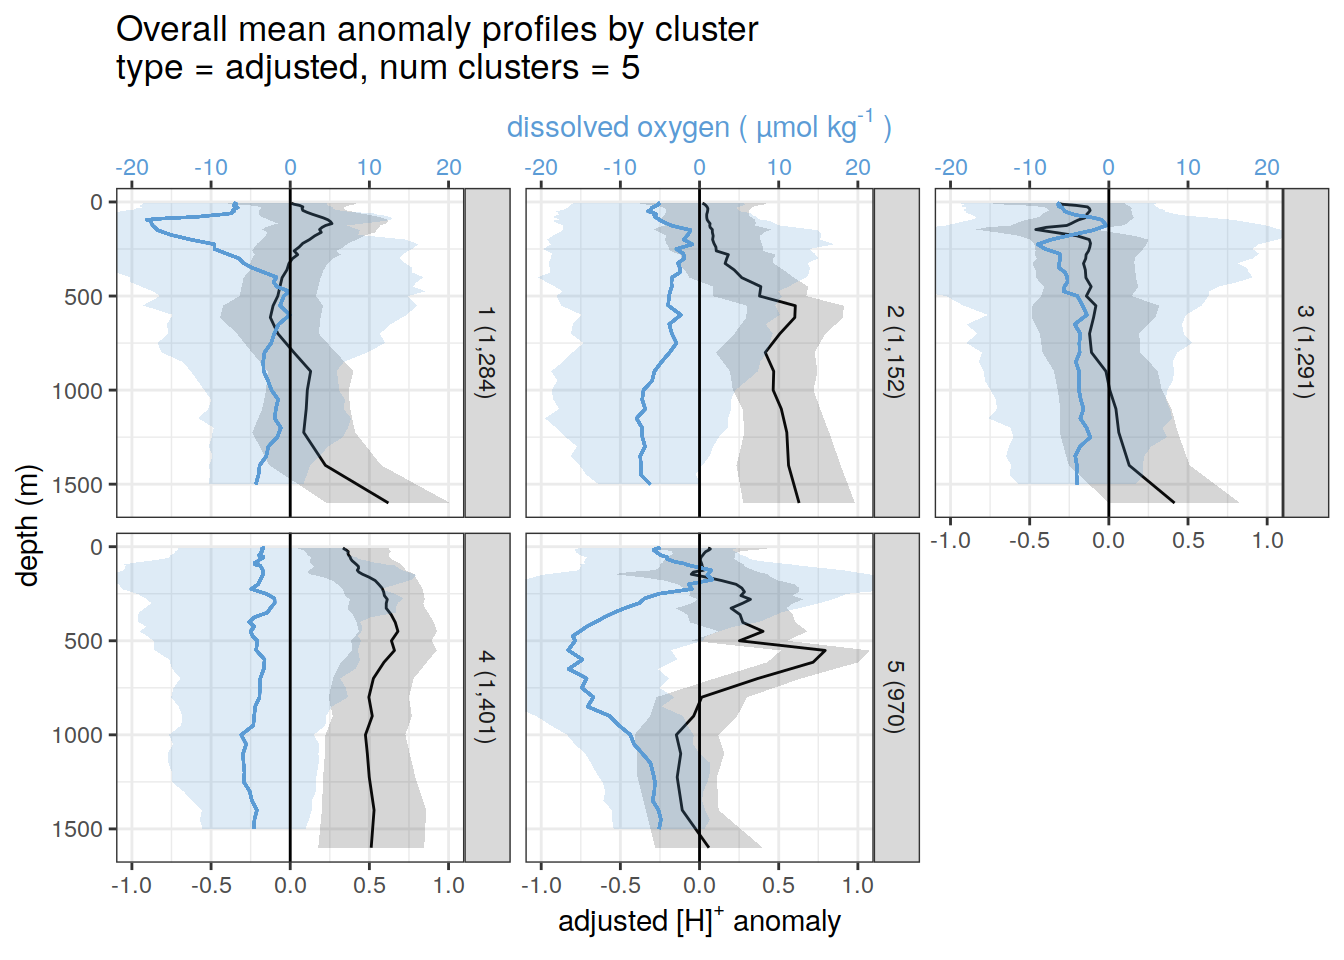 Overall mean anomaly profiles by cluster
type = adjusted, num clusters = 5
dissolved oxygen ( µmol kg⁻¹ )
-20 -10 0 10 20 -20 -10 0 10 20 -20 -10 0 10 20
0
500
1000
1500
1 (1,284)
2 (1,152)
3 (1,291)
-1.0 -0.5 0.0 0.5 1.0
0
500
1000
1500
4 (1,401)
5 (970)
-1.0 -0.5 0.0 0.5 1.0 -1.0 -0.5 0.0 0.5 1.0
depth (m)
adjusted [H]⁺ anomaly